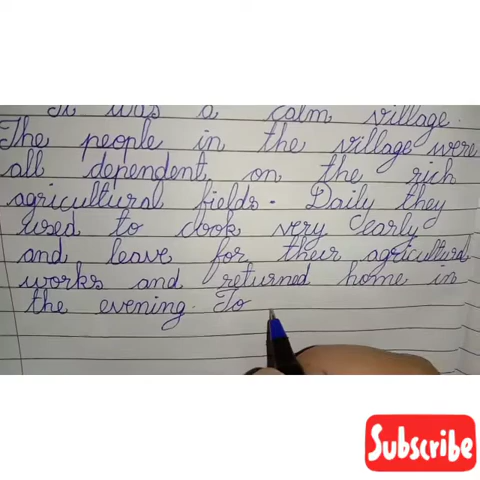 It was a calm village.
The people in the village were
all dependent on the rich
agricultural fields. Daily they
used to cook very early
and leave for their agricultural
works and returned home in
the evening. To
Subscribe